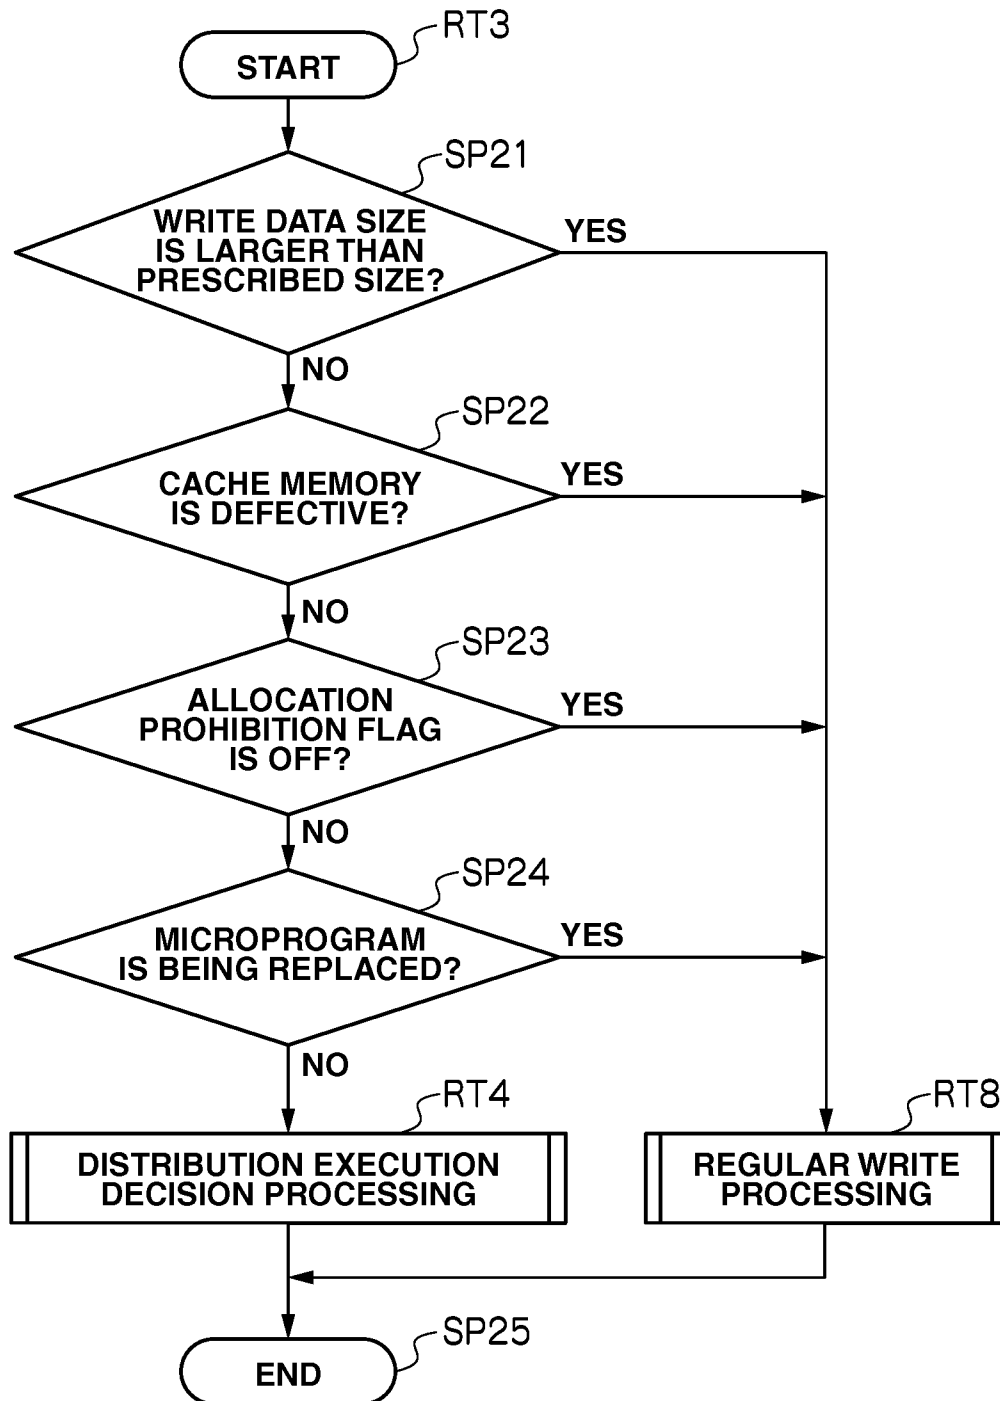 RT3
START
SP21
WRITE DATA SIZE
IS LARGER THAN
PRESCRIBED SIZE?
YES
NO
SP22
CACHE MEMORY
IS DEFECTIVE?
YES
NO
SP23
ALLOCATION
PROHIBITION FLAG
IS OFF?
YES
NO
SP24
MICROPROGRAM
IS BEING REPLACED?
YES
NO
RT4
DISTRIBUTION EXECUTION
DECISION PROCESSING
RT8
REGULAR WRITE
PROCESSING
SP25
END